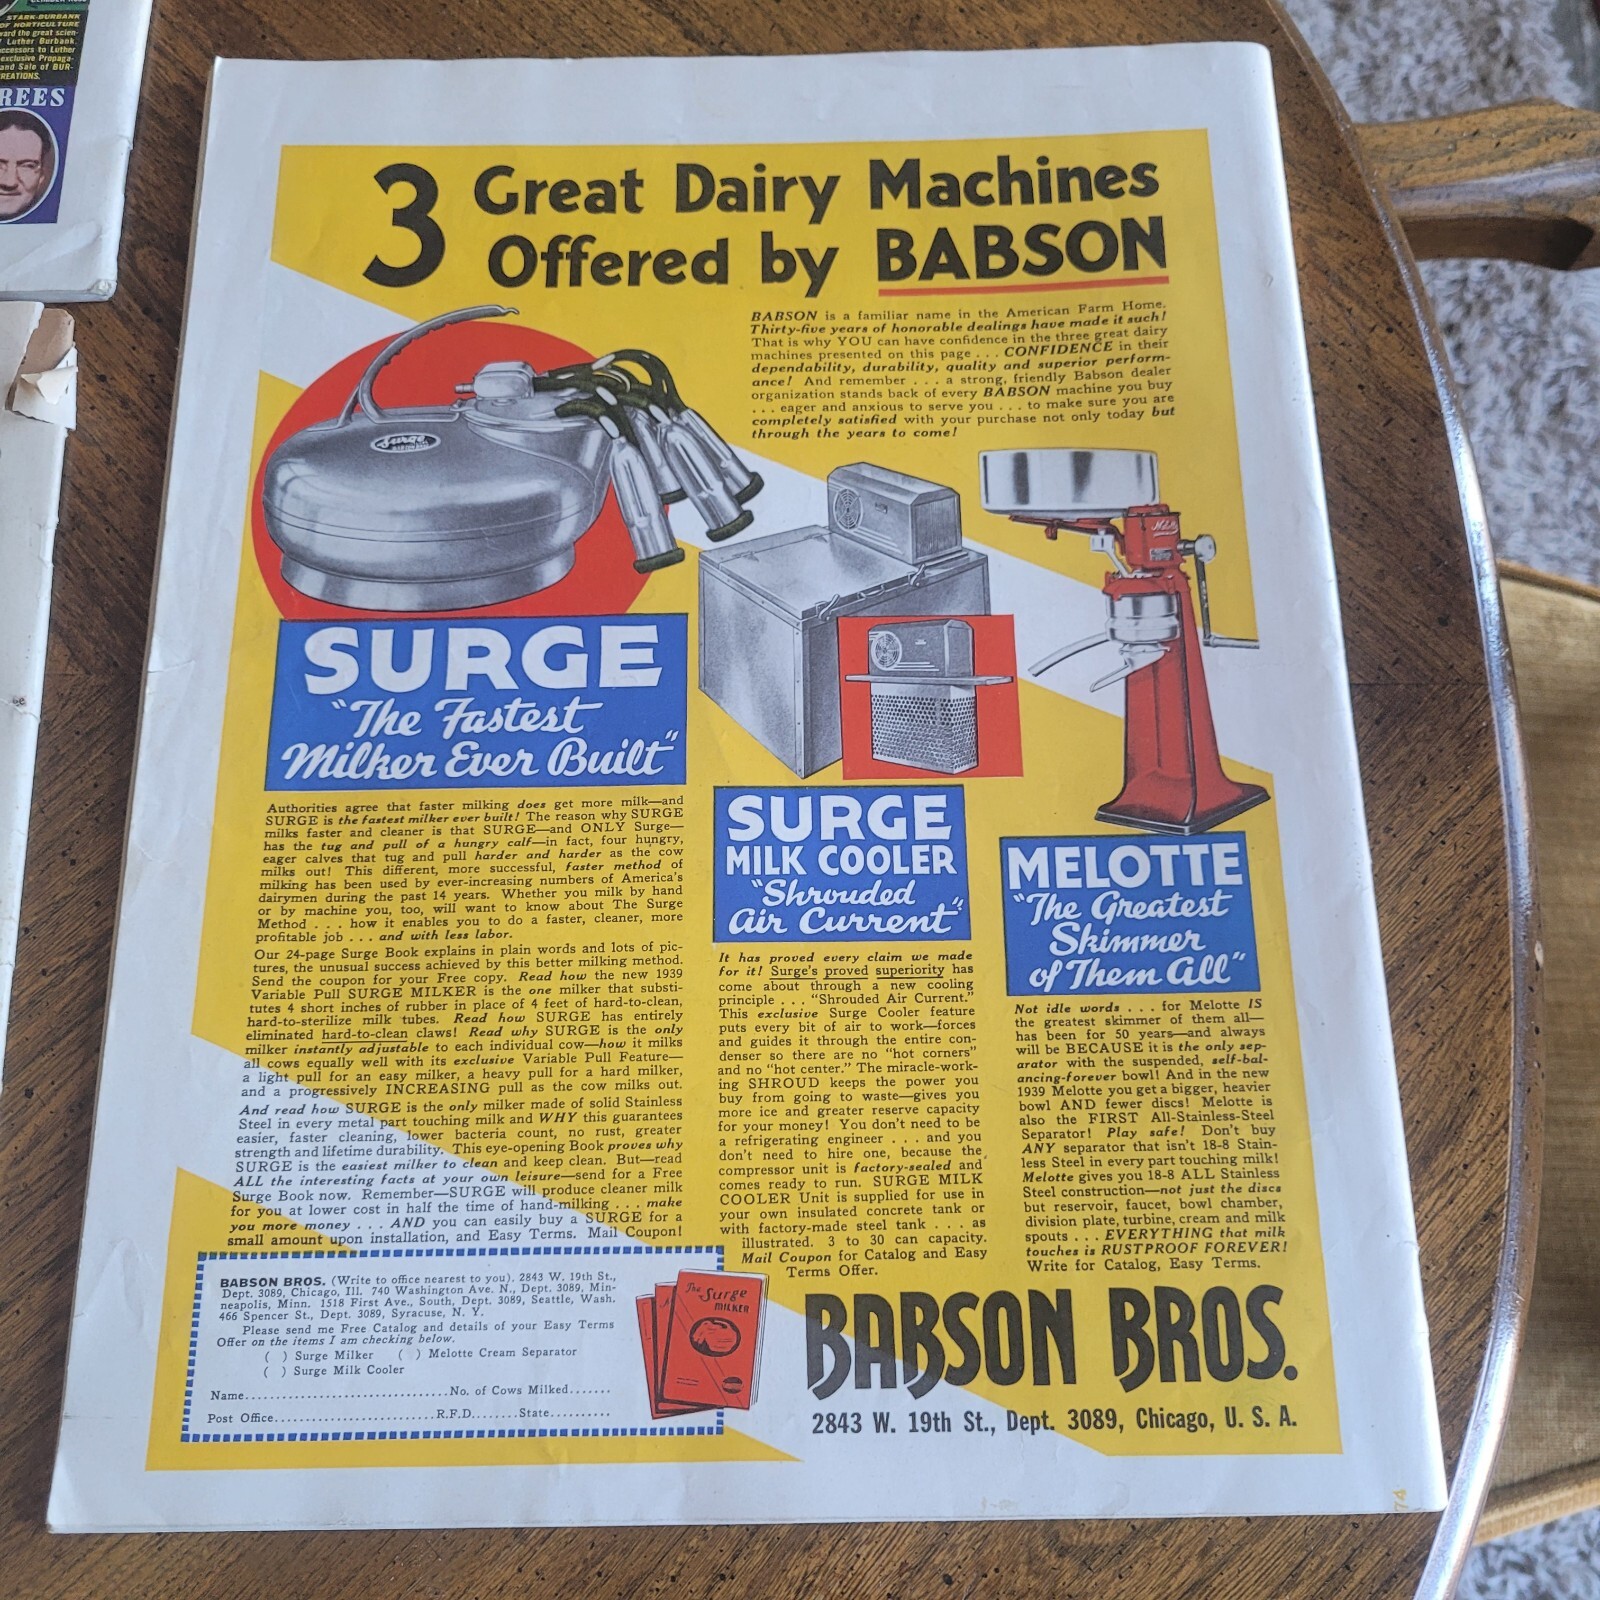 STARK-BURBANK
OF HORTICULTURE
ward the great scien-
Luther Burbank.
ccessors to Luther
exclusive Propaga-
and Sale of BUR-
REATIONS.
REES
3 Great Dairy Machines
Offered by BABSON
BABSON is a familiar name in the American Farm Home.
Thirty-five years of honorable dealings have made it such!
That is why YOU can have confidence in the three great dairy
machines presented on this page . . . CONFIDENCE in their
dependability, durability, quality and superior perform-
ance! And remember . . . a strong, friendly Babson dealer
organization stands back of every BABSON machine you buy
. . . eager and anxious to serve you . . . to make sure you are
completely satisfied with your purchase not only today but
through the years to come!
Surge
Melotte
SURGE
"The Fastest
Milker Ever Built"
Authorities agree that faster milking does get more milk—and
SURGE is the fastest milker ever built! The reason why SURGE
milks faster and cleaner is that SURGE—and ONLY Surge—
has the tug and pull of a hungry calf—in fact, four hungry,
eager calves that tug and pull harder and harder as the cow
milks out! This different, more successful, faster method of
milking has been used by ever-increasing numbers of America's
dairymen during the past 14 years. Whether you milk by hand
or by machine you, too, will want to know about The Surge
Method . . . how it enables you to do a faster, cleaner, more
profitable job . . . and with less labor.
Our 24-page Surge Book explains in plain words and lots of pic-
tures, the unusual success achieved by this better milking method.
Send the coupon for your Free copy. Read how the new 1939
Variable Pull SURGE MILKER is the one milker that substi-
tutes 4 short inches of rubber in place of 4 feet of hard-to-clean,
hard-to-sterilize milk tubes. Read how SURGE has entirely
eliminated hard-to-clean claws! Read why SURGE is the only
milker instantly adjustable to each individual cow—how it milks
all cows equally well with its exclusive Variable Pull Feature—
a light pull for an easy milker, a heavy pull for a hard milker,
and a progressively INCREASING pull as the cow milks out.
And read how SURGE is the only milker made of solid Stainless
Steel in every metal part touching milk and WHY this guarantees
easier, faster cleaning, lower bacteria count, no rust, greater
strength and lifetime durability. This eye-opening Book proves why
SURGE is the easiest milker to clean and keep clean. But—read
ALL the interesting facts at your own leisure—send for a Free
Surge Book now. Remember—SURGE will produce cleaner milk
for you at lower cost in half the time of hand-milking . . . make
you more money . . . AND you can easily buy a SURGE for a
small amount upon installation, and Easy Terms. Mail Coupon!
SURGE
MILK COOLER
"Shrouded
Air Current"
It has proved every claim we made
for it! Surge's proved superiority has
come about through a new cooling
principle . . . "Shrouded Air Current."
This exclusive Surge Cooler feature
puts every bit of air to work—forces
and guides it through the entire con-
denser so there are no "hot corners"
and no "hot center." The miracle-work-
ing SHROUD keeps the power you
buy from going to waste—gives you
more ice and greater reserve capacity
for your money! You don't need to be
a refrigerating engineer . . . and you
don't need to hire one, because the
compressor unit is factory-sealed and
comes ready to run. SURGE MILK
COOLER Unit is supplied for use in
your own insulated concrete tank or
with factory-made steel tank . . . as
illustrated. 3 to 30 can capacity.
Mail Coupon for Catalog and Easy
Terms Offer.
MELOTTE
"The Greatest
Skimmer
of Them All"
Not idle words . . . for Melotte IS
the greatest skimmer of them all—
has been for 50 years—and always
will be BECAUSE it is the only sep-
arator with the suspended, self-bal-
ancing-forever bowl! And in the new
1939 Melotte you get a bigger, heavier
bowl AND fewer discs! Melotte is
also the FIRST All-Stainless-Steel
Separator! Play safe! Don't buy
ANY separator that isn't 18-8 Stain-
less Steel in every part touching milk!
Melotte gives you 18-8 ALL Stainless
Steel construction—not just the discs
but reservoir, faucet, bowl chamber,
division plate, turbine, cream and milk
spouts . . . EVERYTHING that milk
touches is RUSTPROOF FOREVER!
Write for Catalog, Easy Terms.
BABSON BROS. (Write to office nearest to you). 2843 W. 19th St.,
Dept. 3089, Chicago, Ill. 740 Washington Ave. N., Dept. 3089, Min-
neapolis, Minn. 1518 First Ave., South, Dept. 3089, Seattle, Wash.
466 Spencer St., Dept. 3089, Syracuse, N. Y.
Please send me Free Catalog and details of your Easy Terms
Offer on the items I am checking below.
( ) Surge Milker ( ) Melotte Cream Separator
( ) Surge Milk Cooler
Name..................................No. of Cows Milked.......
Post Office...........................R.F.D........State..........
The Surge
MILKER
BABSON BROS.
2843 W. 19th St., Dept. 3089, Chicago, U. S. A.
74